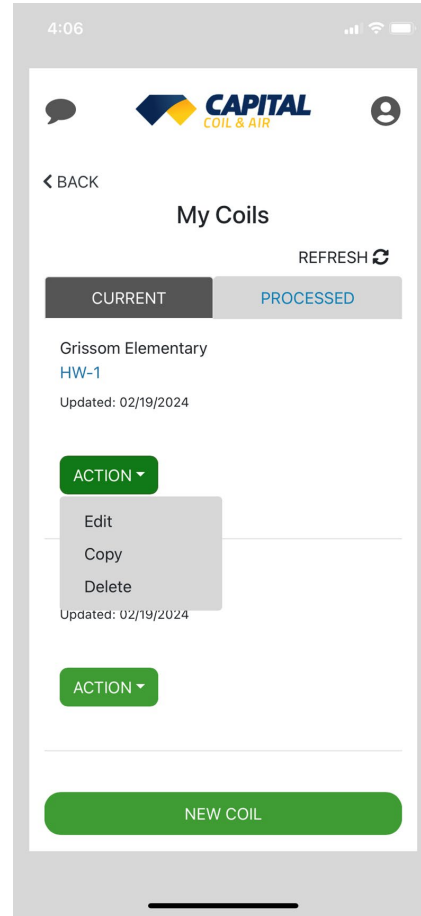 4:06
CAPITAL
COIL & AIR
BACK
My Coils
REFRESH
CURRENT
PROCESSED
Grissom Elementary
HW-1
Updated: 02/19/2024
ACTION
Edit
Copy
Delete
Updated: 02/19/2024
ACTION
NEW COIL